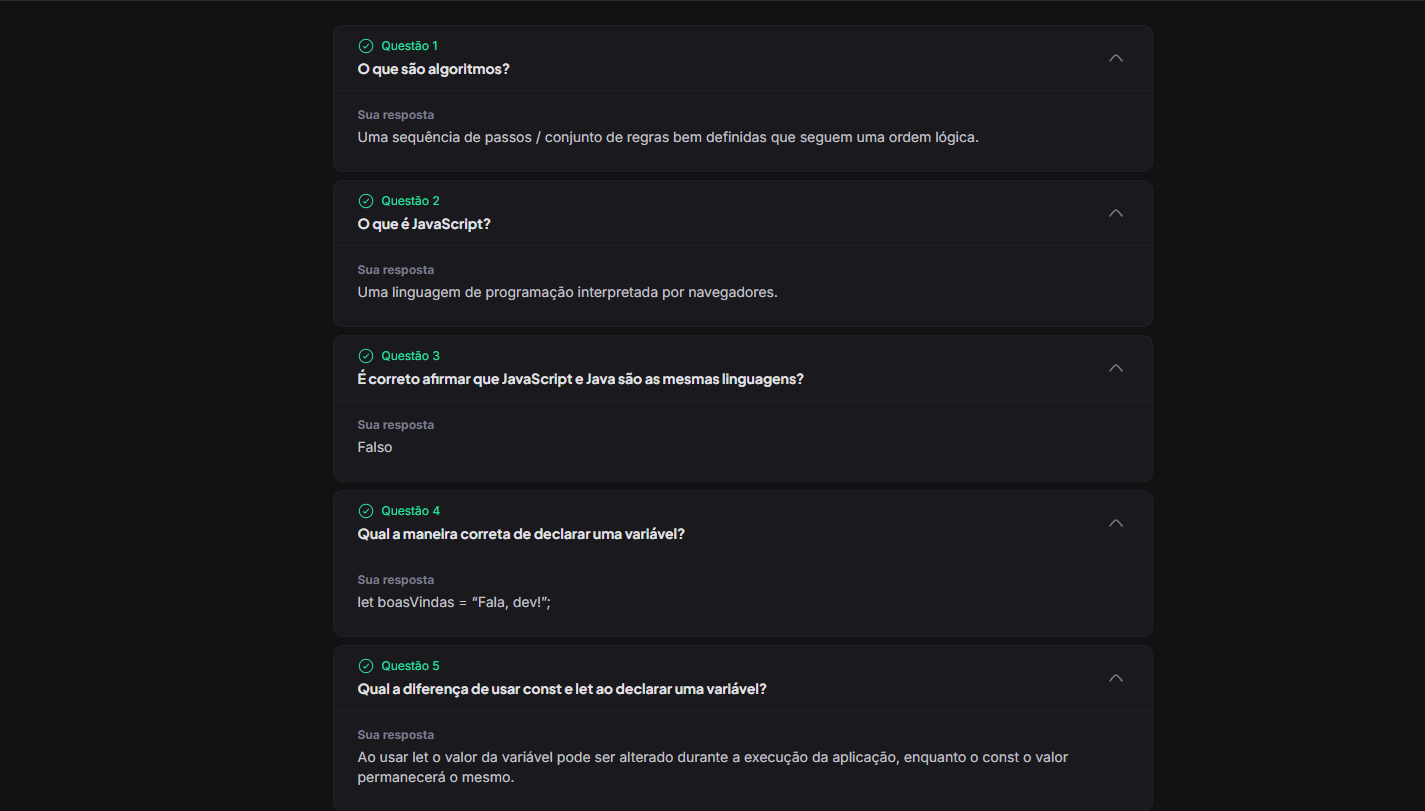 Questão 1
O que são algoritmos?
Sua resposta
Uma sequência de passos / conjunto de regras bem definidas que seguem uma ordem lógica.
Questão 2
O que é JavaScript?
Sua resposta
Uma linguagem de programação interpretada por navegadores.
Questão 3
É correto afirmar que JavaScript e Java são as mesmas linguagens?
Sua resposta
Falso
Questão 4
Qual a maneira correta de declarar uma variável?
Sua resposta
let boasVindas = “Fala, dev!”;
Questão 5
Qual a diferença de usar const e let ao declarar uma variável?
Sua resposta
Ao usar let o valor da variável pode ser alterado durante a execução da aplicação, enquanto o const o valor
permanecerá o mesmo.